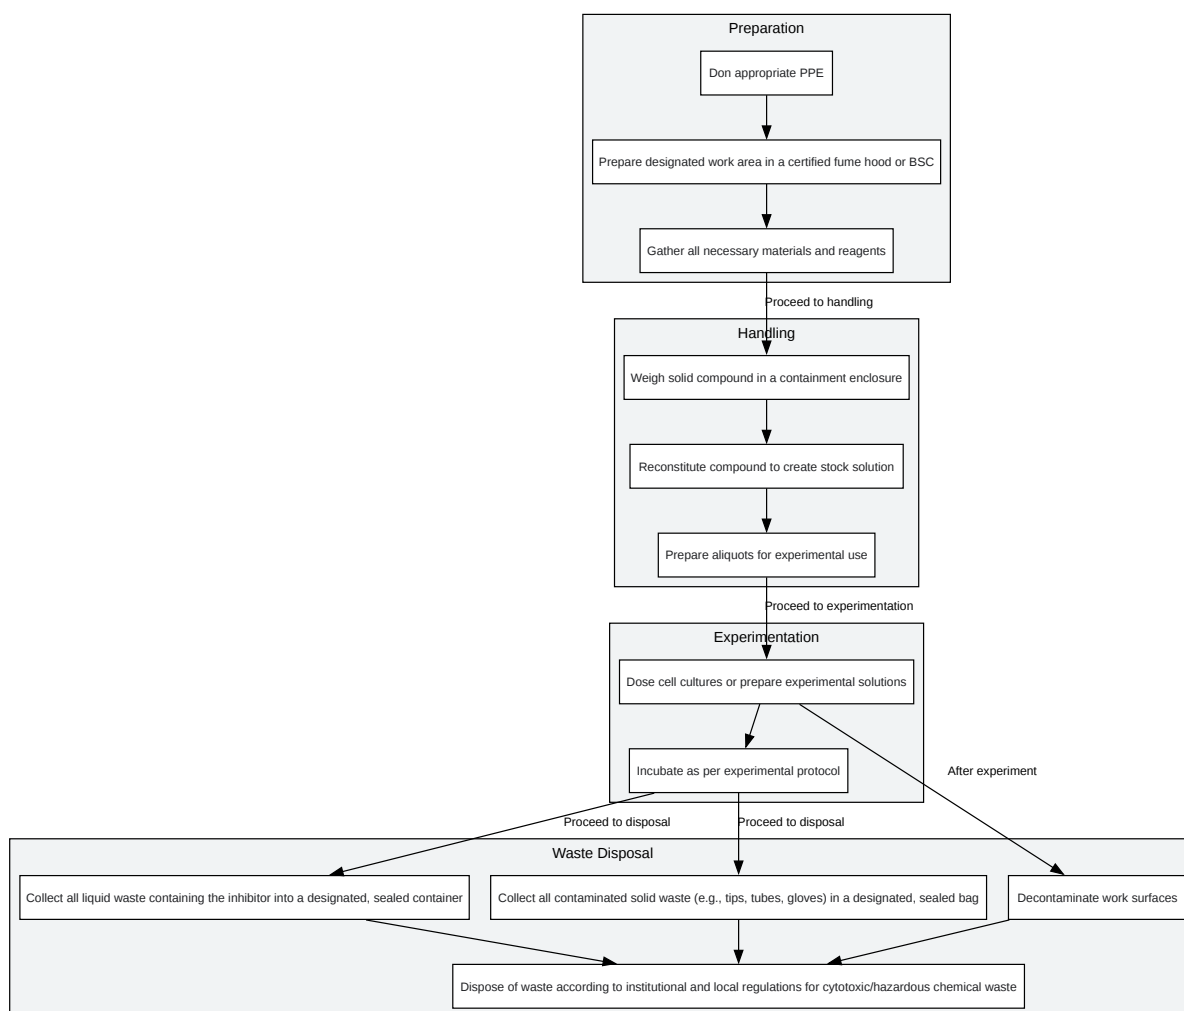 Preparation
Don appropriate PPE
Prepare designated work area in a certified fume hood or BSC
Gather all necessary materials and reagents
Proceed to handling
Handling
Weigh solid compound in a containment enclosure
Reconstitute compound to create stock solution
Prepare aliquots for experimental use
Proceed to experimentation
Experimentation
Dose cell cultures or prepare experimental solutions
Incubate as per experimental protocol
After experiment
Proceed to disposal
Proceed to disposal
Waste Disposal
Collect all liquid waste containing the inhibitor into a designated, sealed container
Collect all contaminated solid waste (e.g., tips, tubes, gloves) in a designated, sealed bag
Decontaminate work surfaces
Dispose of waste according to institutional and local regulations for cytotoxic/hazardous chemical waste